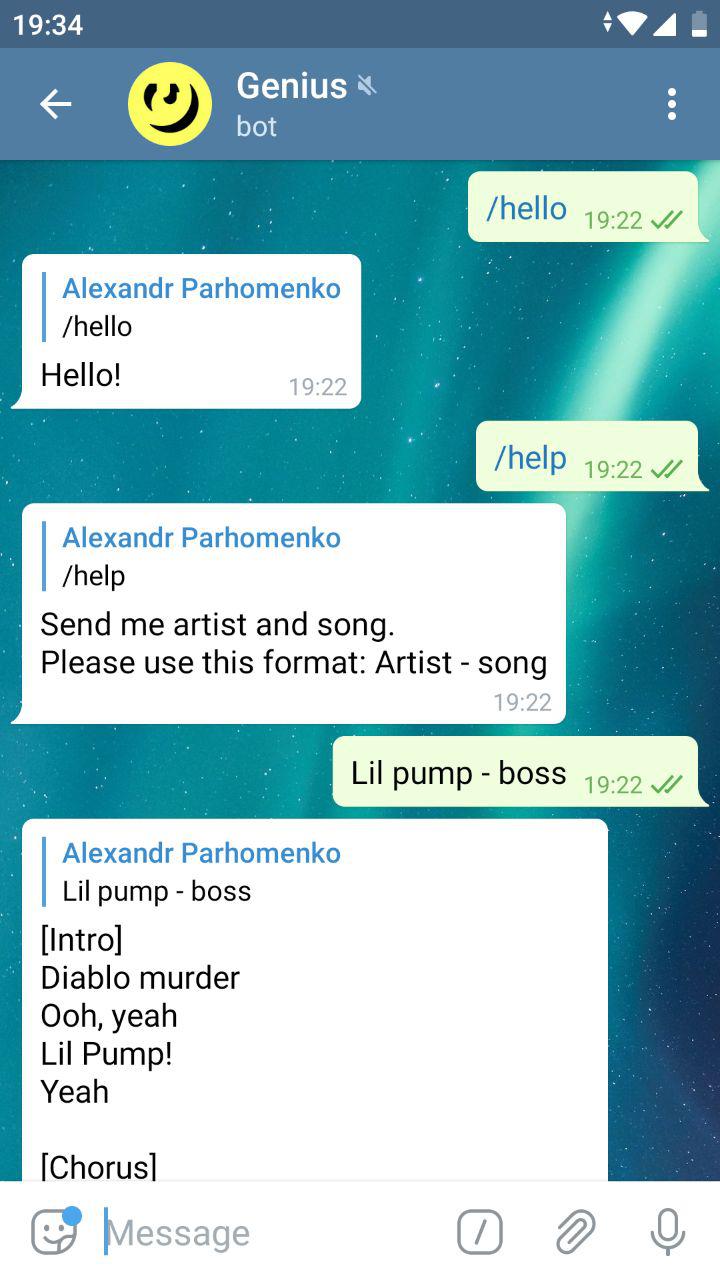 19:34
Genius
bot
/hello 19:22
Alexandr Parhomenko
/hello
Hello! 19:22
/help 19:22
Alexandr Parhomenko
/help
Send me artist and song.
Please use this format: Artist - song
19:22
Lil pump - boss 19:22
Alexandr Parhomenko
Lil pump - boss
[Intro]
Diablo murder
Ooh, yeah
Lil Pump!
Yeah
[Chorus]
Message